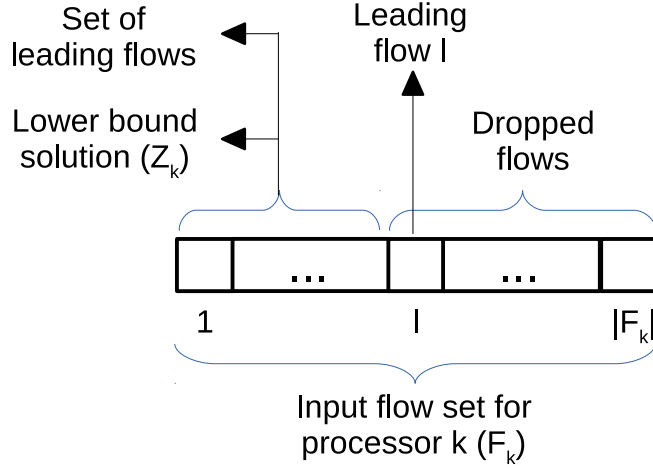 Set of
leading flows
Leading
flow l
Lower bound
solution (Z_k)
Dropped
flows
... ...
1 l |F_k|
Input flow set for
processor k (F_k)